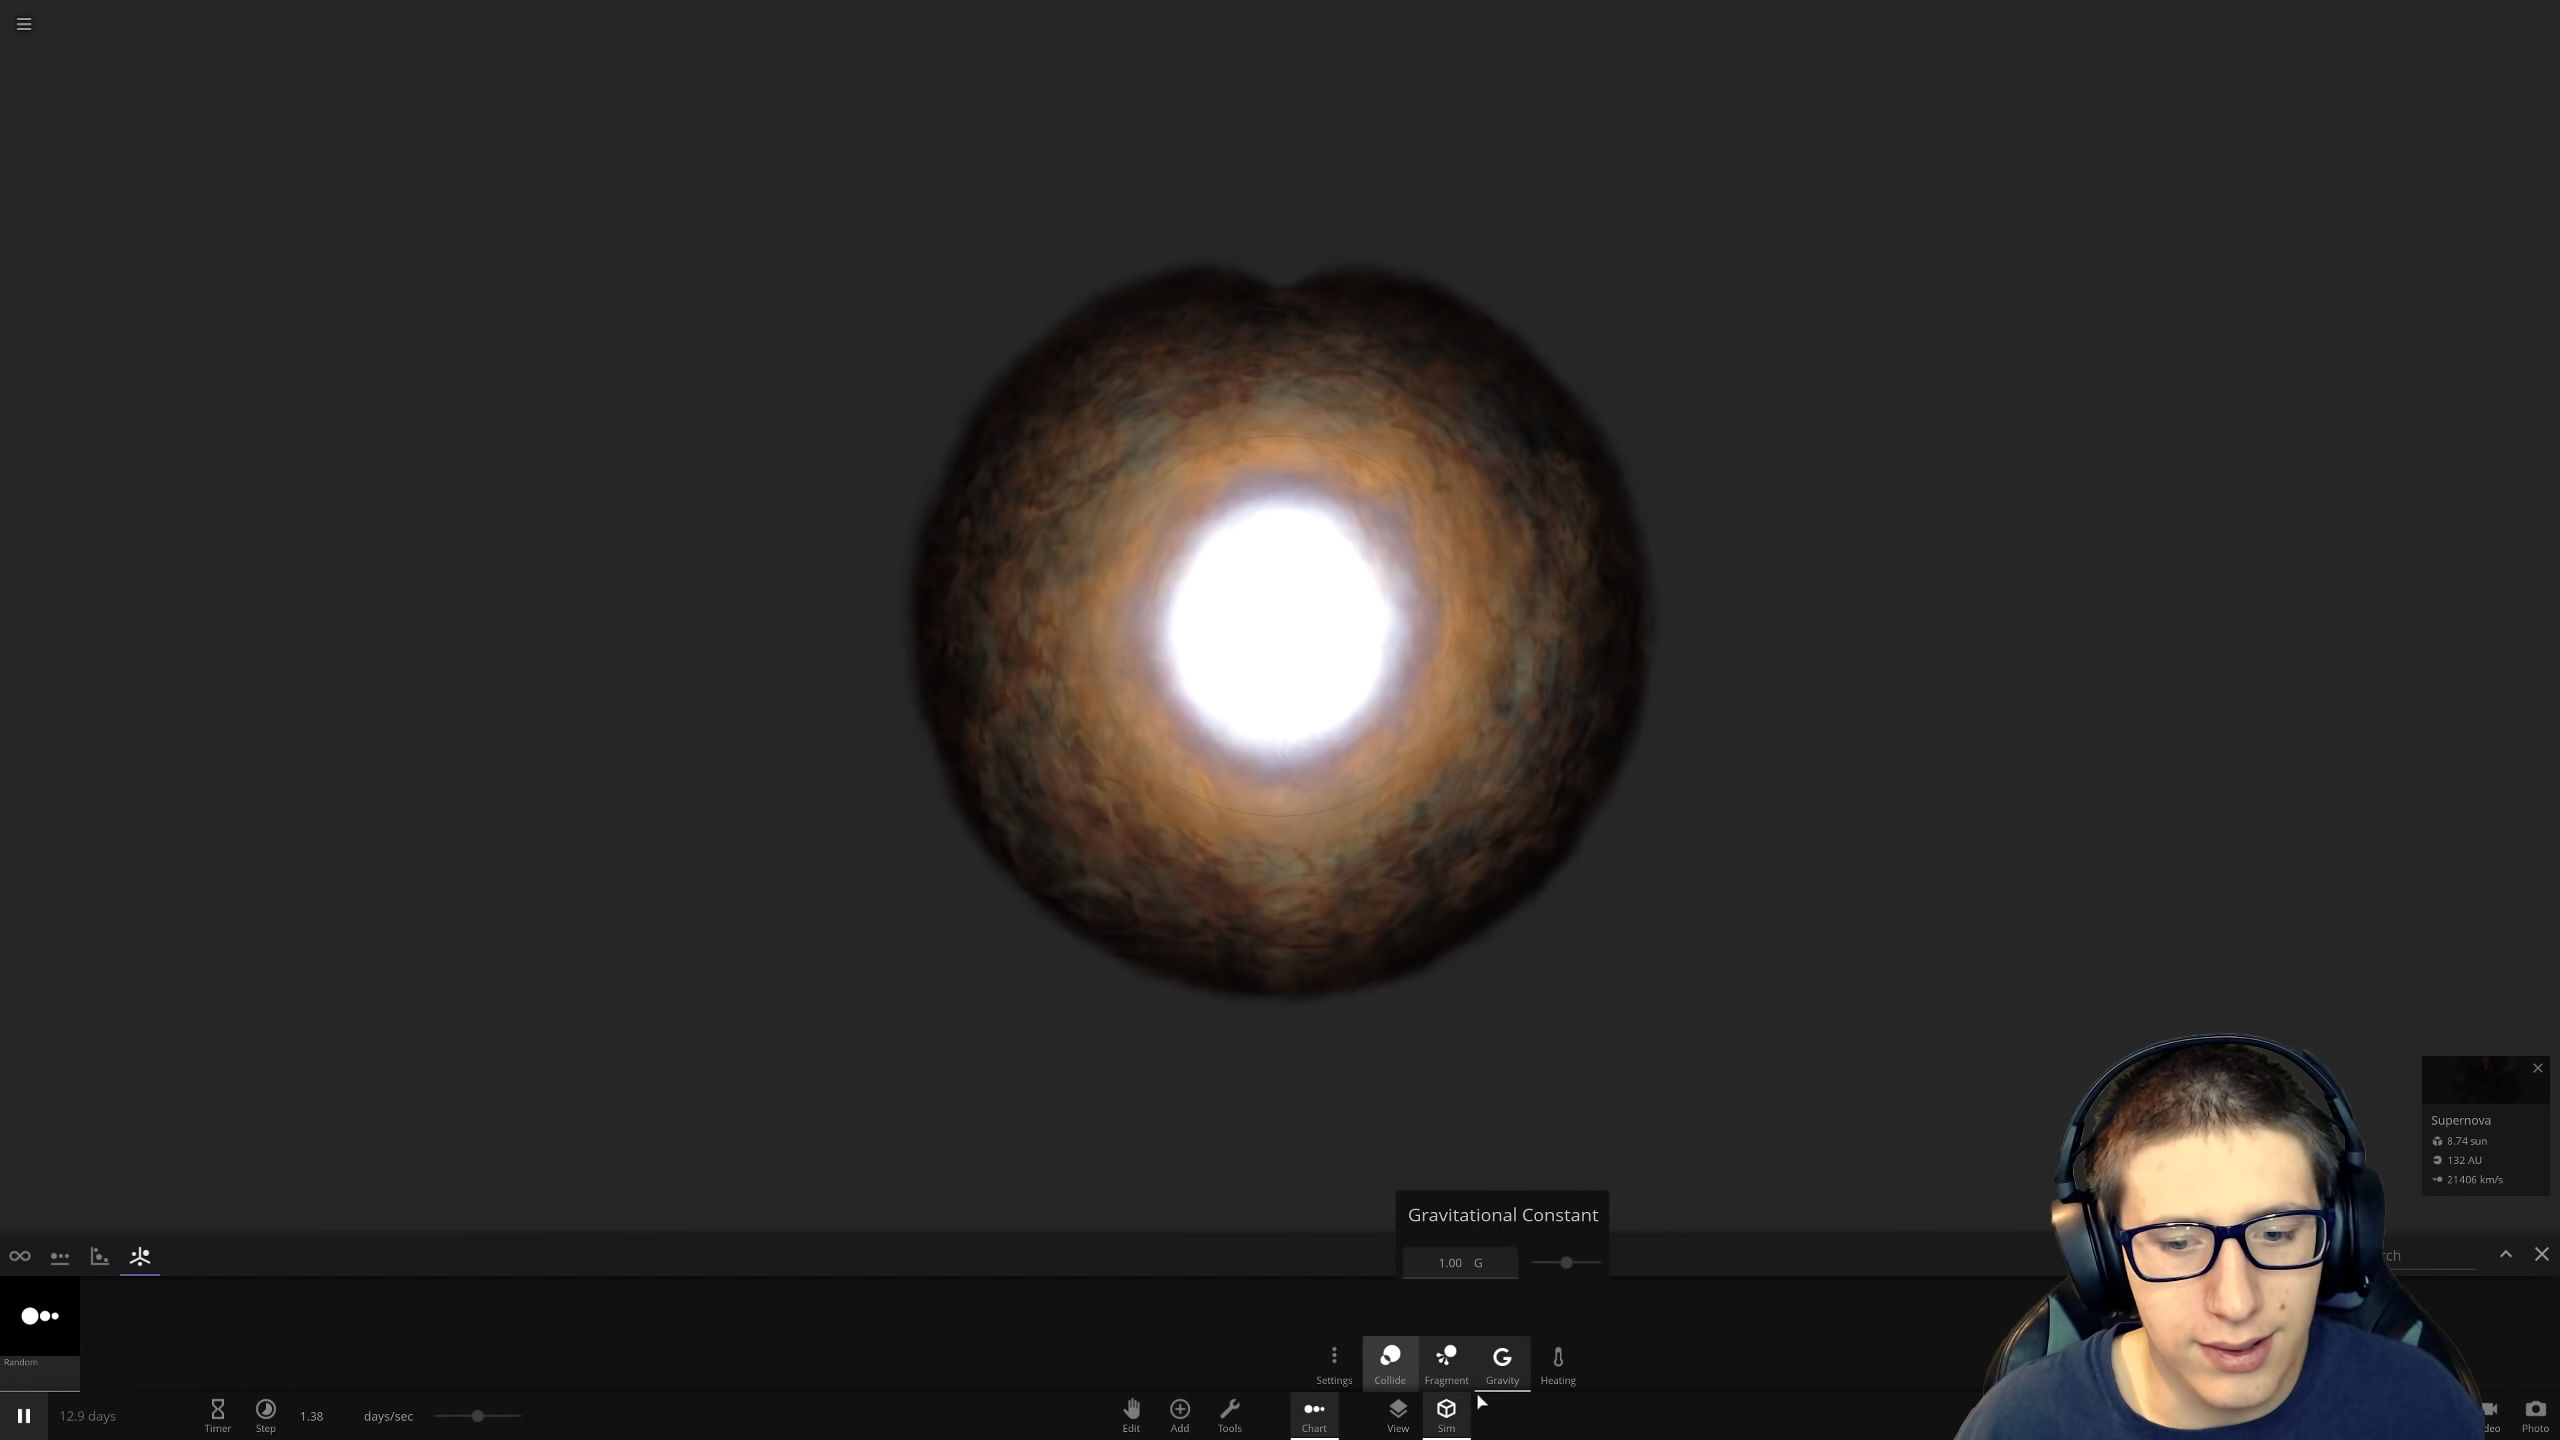 Supernova
8.74 sun
132 AU
21406 km/s
Gravitational Constant
1.00 G
Random
Settings
Collide
Fragment
Gravity
Heating
12.9 days
Timer
Step
1.38 days/sec
Edit
Add
Tools
Chart
View
Sim
Photo